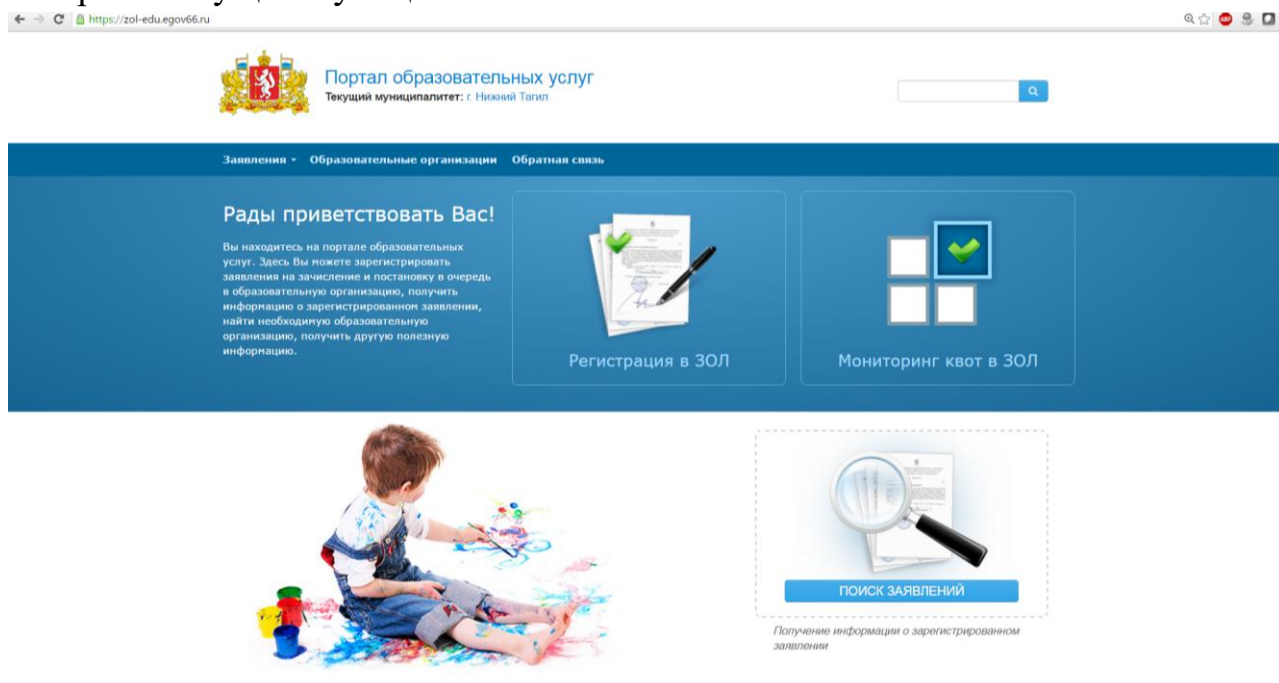 https://zol-edu.egov66.ru
Портал образовательных услуг
Текущий муниципалитет: г. Нижний Тагил
Заявления Образовательные организации Обратная связь
Рады приветствовать Вас!
Вы находитесь на портале образовательных
услуг. Здесь Вы можете зарегистрировать
заявления на зачисление и постановку в очередь
в образовательную организацию, получить
информацию о зарегистрированном заявлении,
найти необходимую образовательную
организацию, получить другую полезную
информацию.
Регистрация в ЗОЛ
Мониторинг квот в ЗОЛ
ПОИСК ЗАЯВЛЕНИЙ
Получение информации о зарегистрированном
заявлении